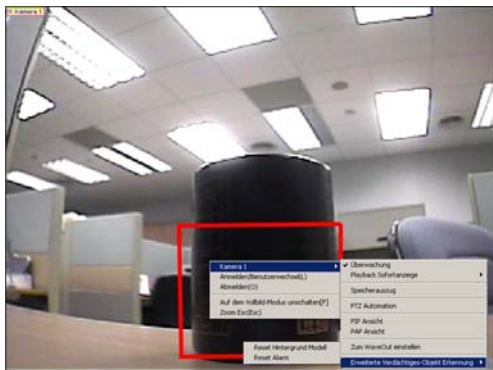 Kamera 1
Kamera 1
Anmelden/Benutzerwechsel(L)
Abmelden(O)
Auf dem Vollbild-Modus umschalten[F]
Zoom Esc(Esc)
Überwachung
Playback Sofortanzeige
Speicherauszug
PTZ Automation
PIP Ansicht
PAP Ansicht
Zum WaveOut einstellen
Erweiterte Verdächtiges-Objekt Erkennung
Reset Hintergrund Modell
Reset Alarm